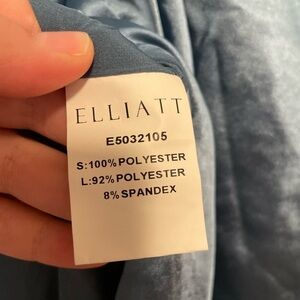 ELLIATT
E5032105
S:100%POLYESTER
L:92%POLYESTER
8%SPANDEX